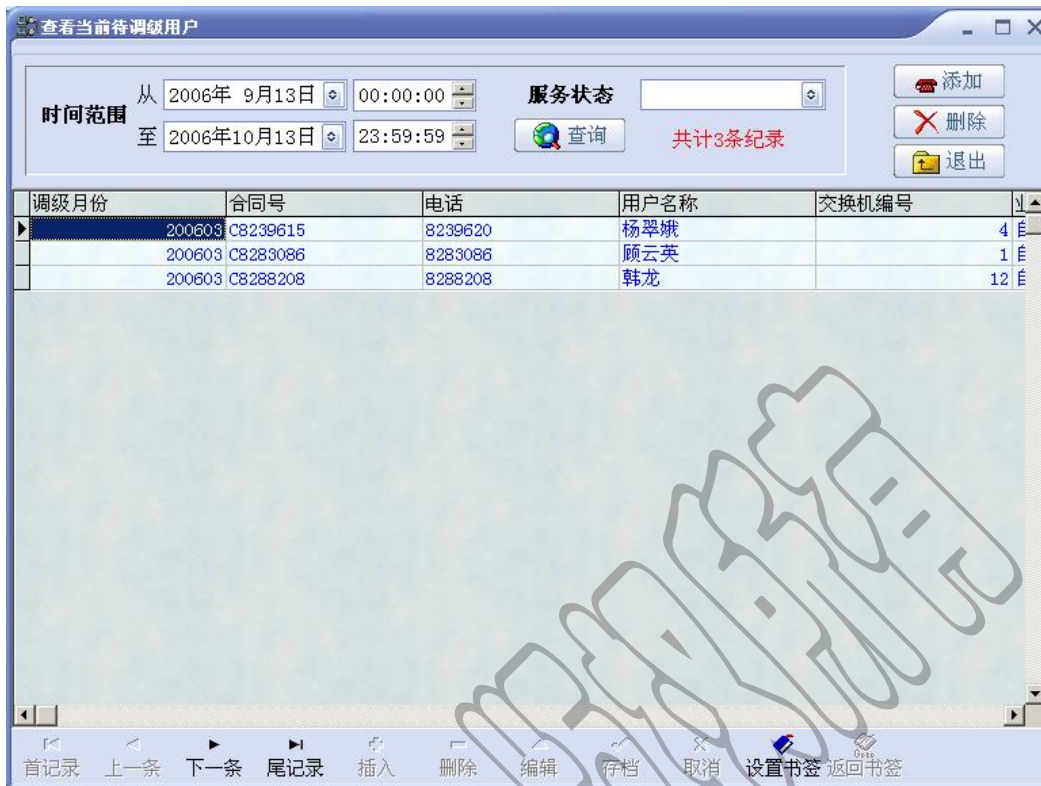 查看当前待调级用户
时间范围
从 2006年 9月13日 00:00:00
至 2006年10月13日 23:59:59
服务状态
查询
共计3条纪录
添加
删除
退出
调级月份 合同号 电话 用户名称 交换机编号
200603 C8239615 8239620 杨翠娥 4 自
200603 C8283086 8283086 顾云英 1 自
200603 C8288208 8288208 韩龙 12 自
首记录 上一条 下一条 尾记录 插入 删除 编辑 存档 取消 设置书签 返回书签